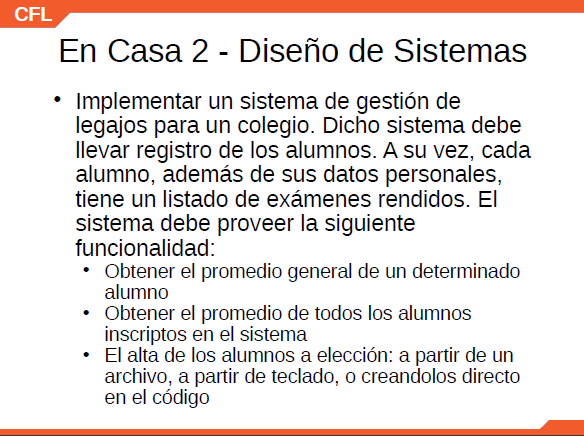 CFL
En Casa 2 - Diseño de Sistemas
• Implementar un sistema de gestión de
legajos para un colegio. Dicho sistema debe
llevar registro de los alumnos. A su vez, cada
alumno, además de sus datos personales,
tiene un listado de exámenes rendidos. El
sistema debe proveer la siguiente
funcionalidad:
• Obtener el promedio general de un determinado
alumno
• Obtener el promedio de todos los alumnos
inscriptos en el sistema
• El alta de los alumnos a elección: a partir de un
archivo, a partir de teclado, o creandolos directo
en el código